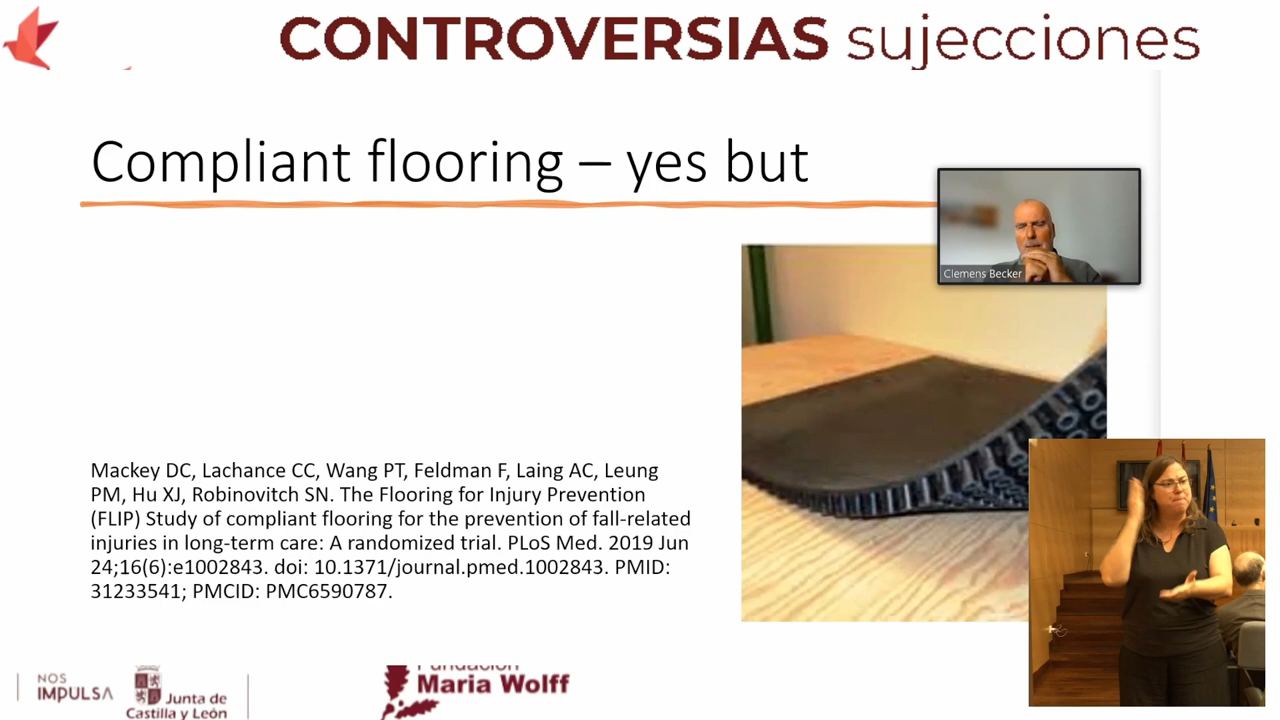 CONTROVERSIAS sujecciones
Compliant flooring – yes but
Clemens Becker
Mackey DC, Lachance CC, Wang PT, Feldman F, Laing AC, Leung
PM, Hu XJ, Robinovitch SN. The Flooring for Injury Prevention
(FLIP) Study of compliant flooring for the prevention of fall-related
injuries in long-term care: A randomized trial. PLoS Med. 2019 Jun
24;16(6):e1002843. doi: 10.1371/journal.pmed.1002843. PMID:
31233541; PMCID: PMC6590787.
NOS
IMPULSA
Junta de
Castilla y León
Fundación
Maria Wolff